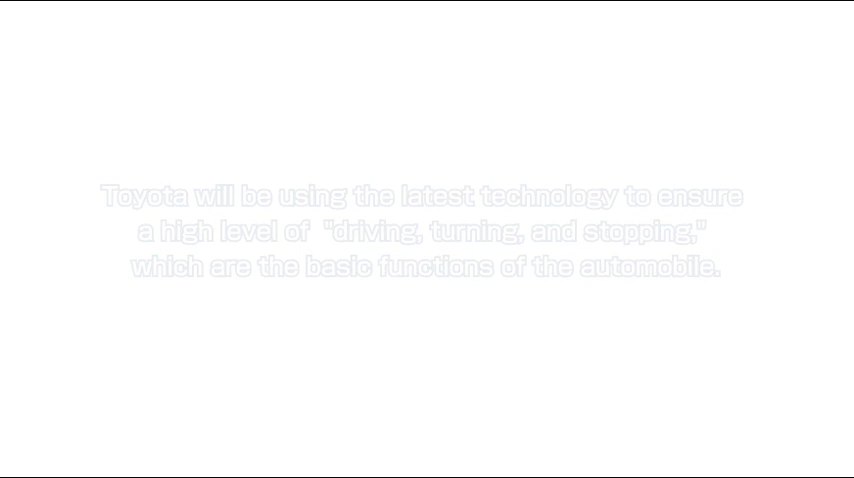 Toyota will be using the latest technology to ensure
a high level of "driving, turning, and stopping,"
which are the basic functions of the automobile.